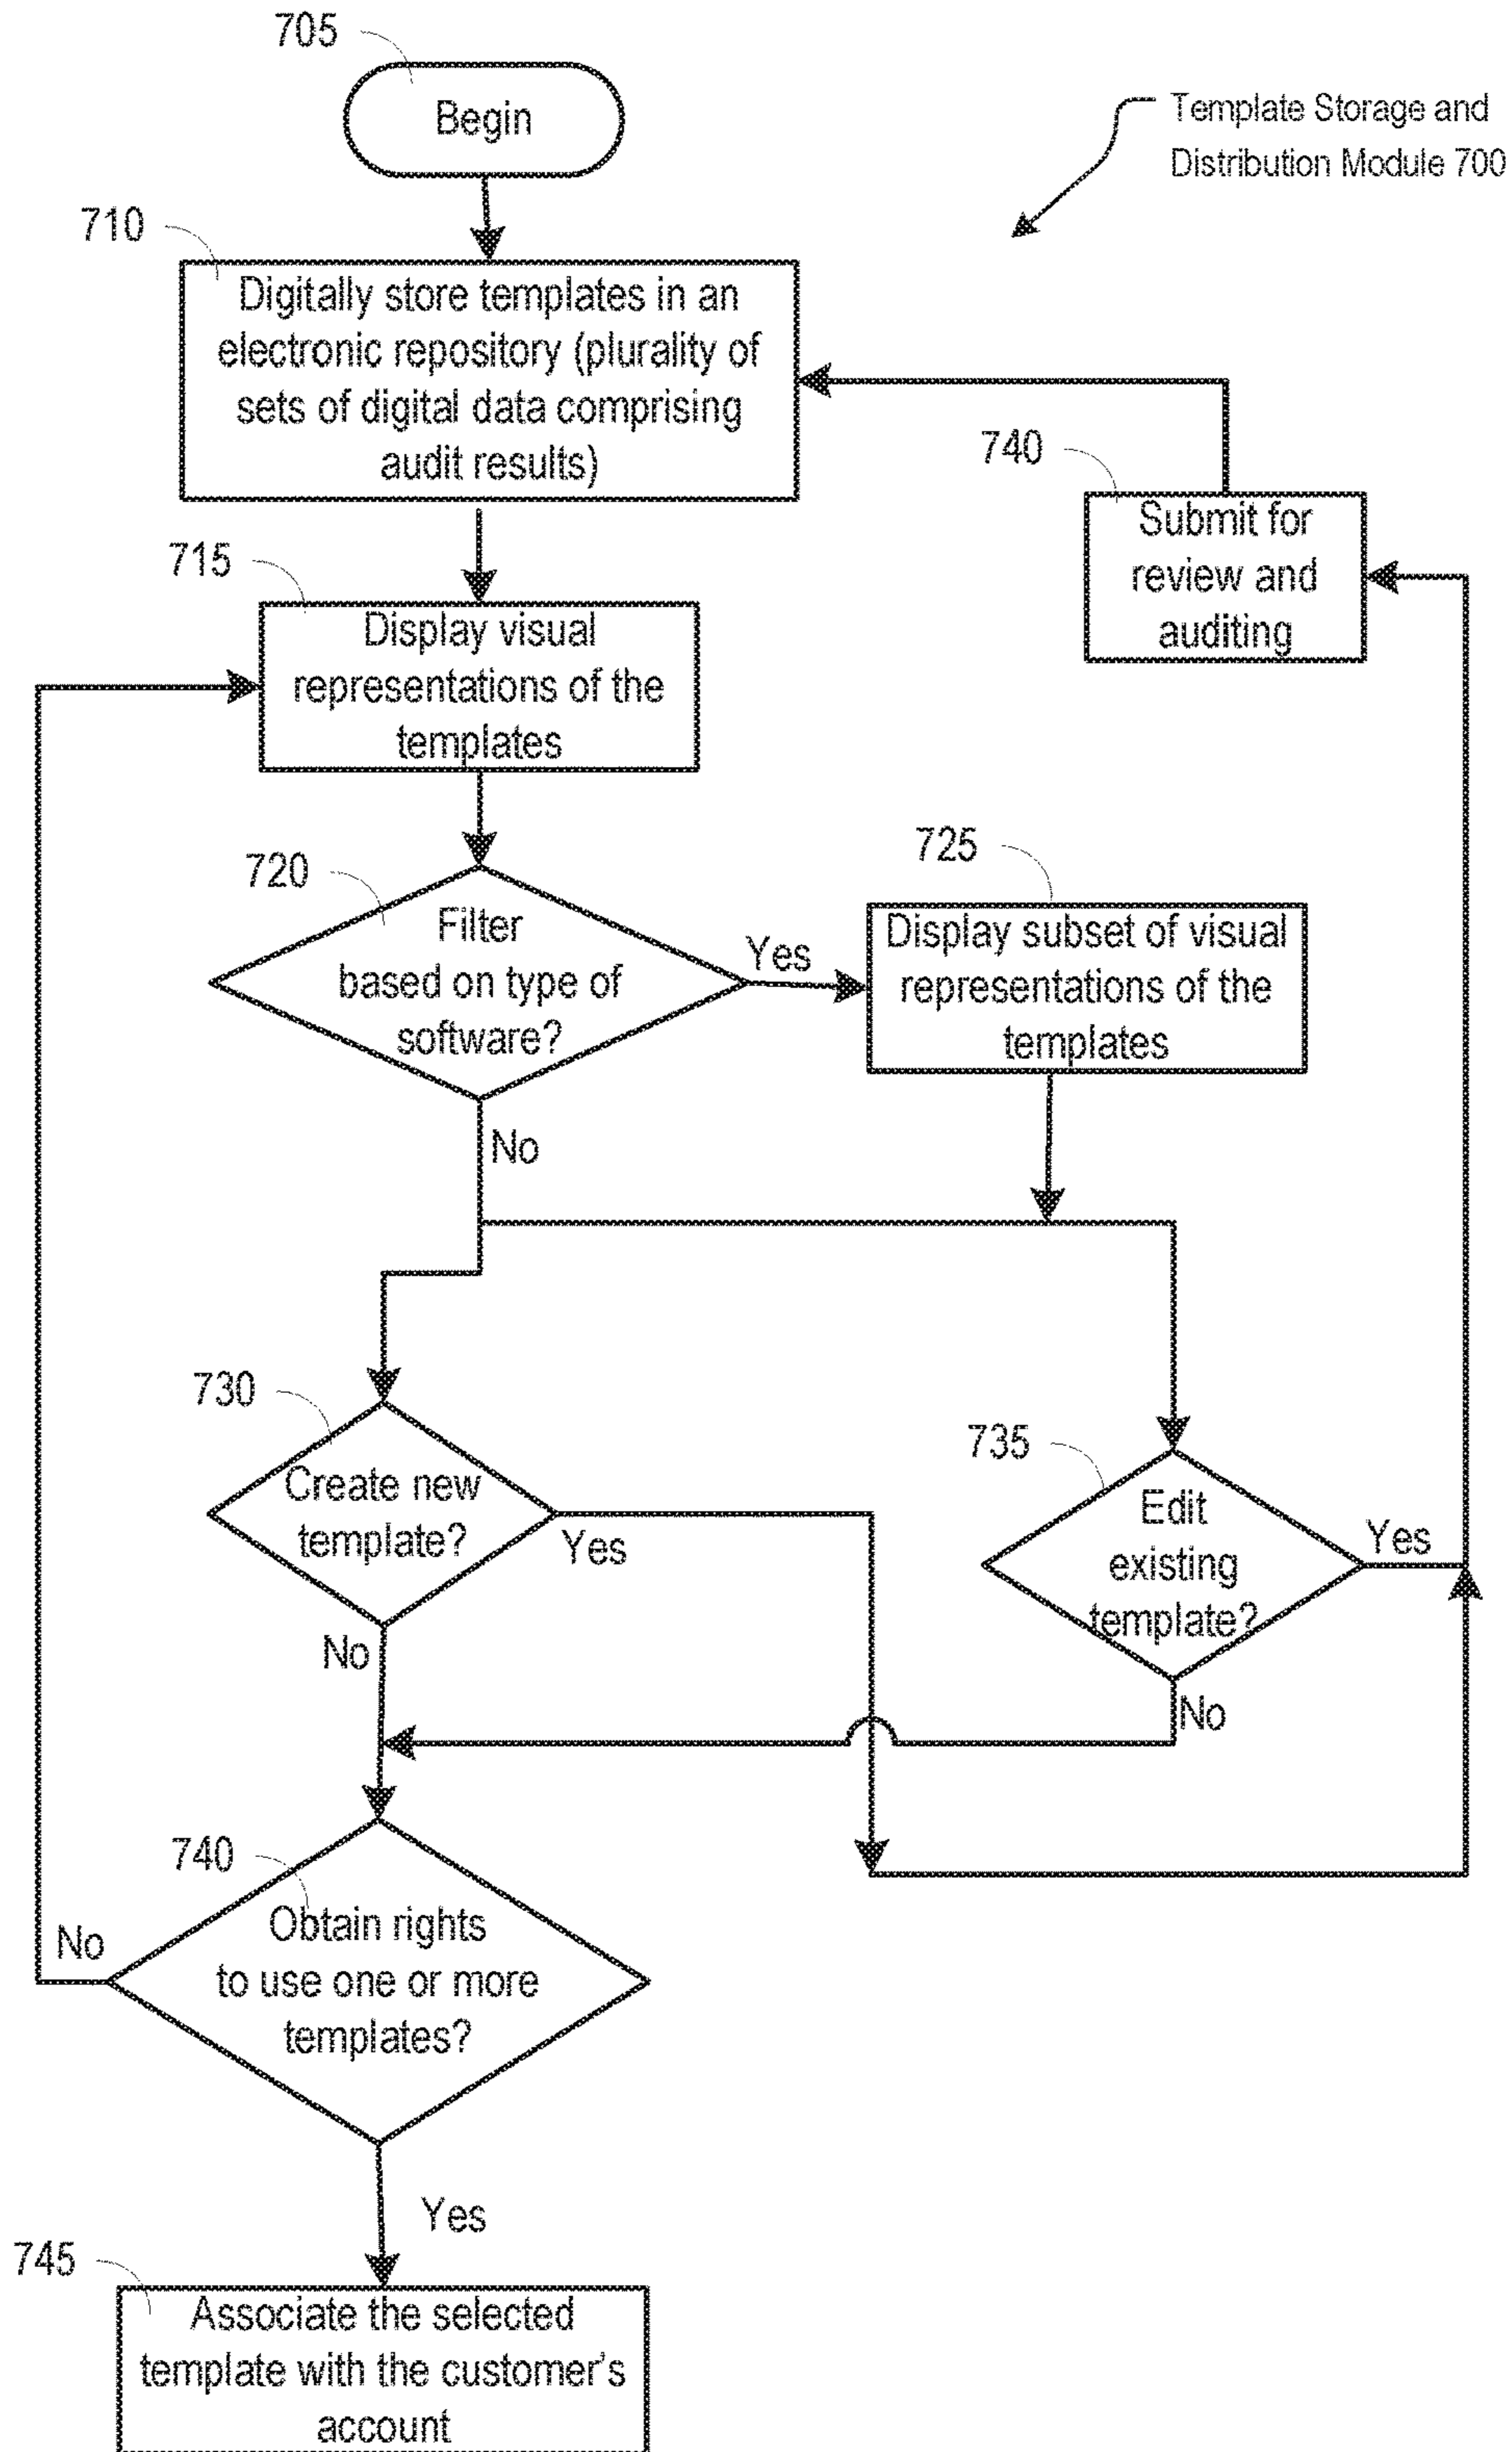 705
Begin
Template Storage and
Distribution Module 700
710
Digitally store templates in an
electronic repository (plurality of
sets of digital data comprising
audit results)
740
Submit for
review and
auditing
715
Display visual
representations of the
templates
720
Filter
based on type of
software?
Yes
725
Display subset of visual
representations of the
templates
No
730
Create new
template?
Yes
No
735
Edit
existing
template?
Yes
No
740
Obtain rights
to use one or more
templates?
No
Yes
745
Associate the selected
template with the customer's
account